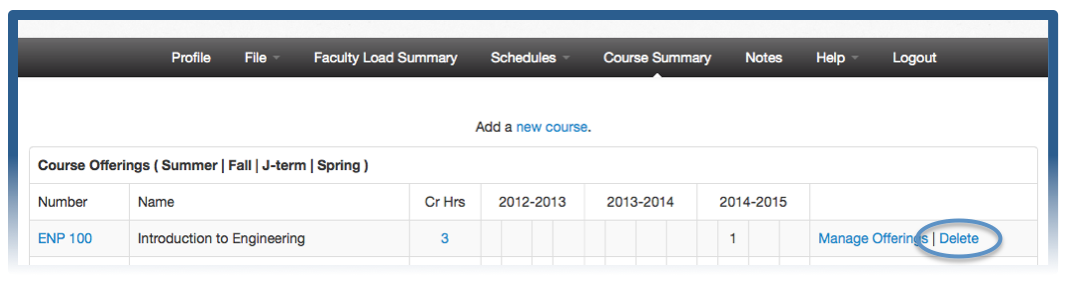 Profile File Faculty Load Summary Schedules Course Summary Notes Help Logout
Add a new course.
Course Offerings ( Summer | Fall | J-term | Spring )
Number Name Cr Hrs 2012-2013 2013-2014 2014-2015
ENP 100 Introduction to Engineering 3 1 Manage Offerings | Delete